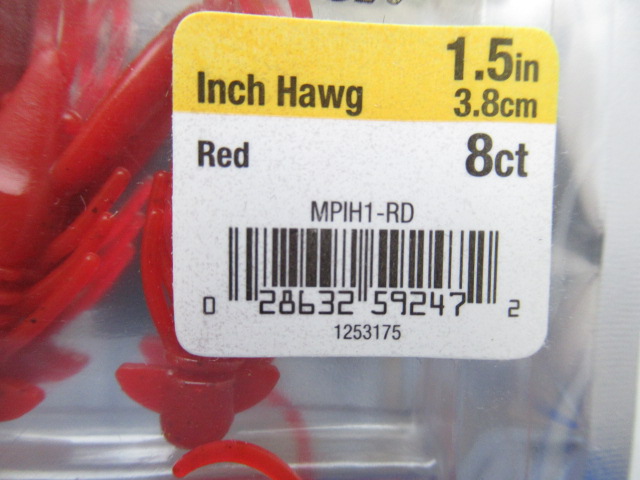 1.5in
Inch Hawg
3.8cm
Red
8ct
MPIH1-RD
0 28632 59247 2
1253175